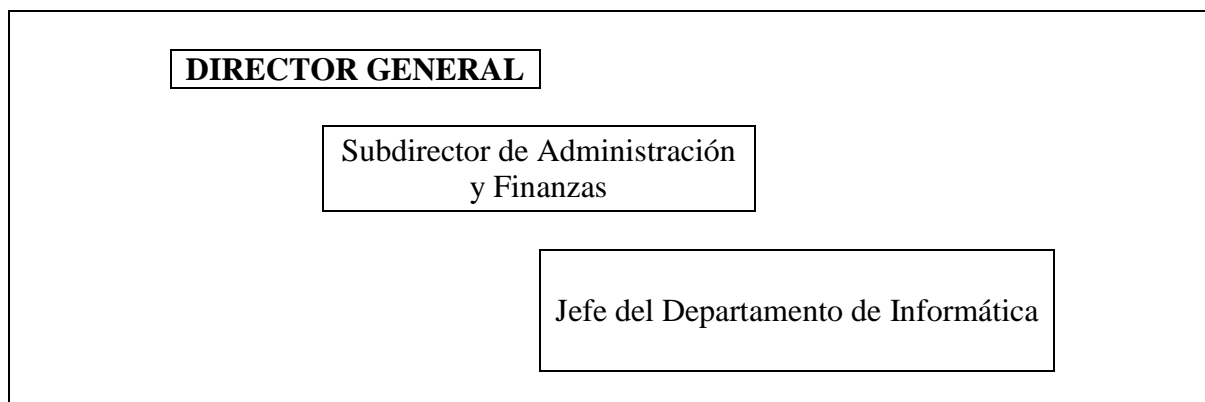 DIRECTOR GENERAL
Subdirector de Administración
y Finanzas
Jefe del Departamento de Informática